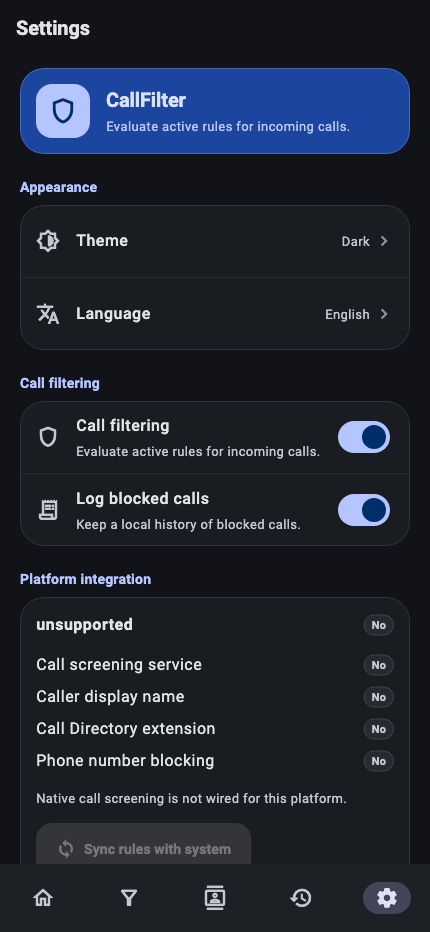 Settings
CallFilter
Evaluate active rules for incoming calls.
Appearance
Theme
Dark
Language
English
Call filtering
Call filtering
Evaluate active rules for incoming calls.
Log blocked calls
Keep a local history of blocked calls.
Platform integration
unsupported
No
Call screening service
No
Caller display name
No
Call Directory extension
No
Phone number blocking
No
Native call screening is not wired for this platform.
Sync rules with system